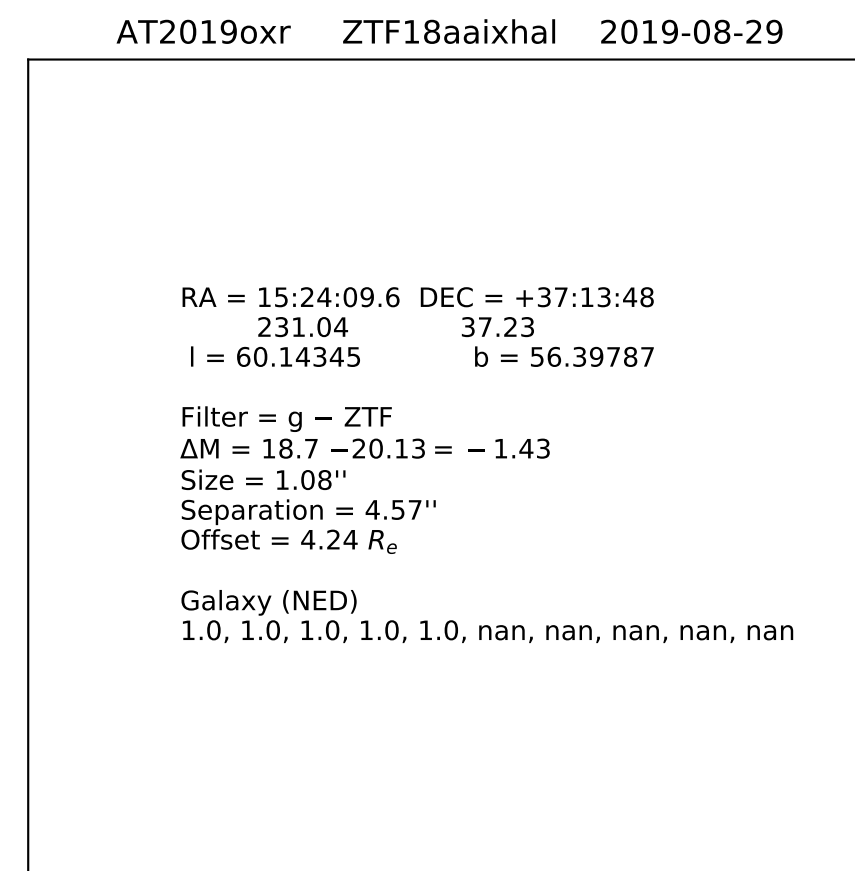 AT2019oxr ZTF18aaixhal 2019-08-29
RA = 15:24:09.6 DEC = +37:13:48
231.04 37.23
l = 60.14345 b = 56.39787
Filter = g − ZTF
ΔM = 18.7 −20.13 = −1.43
Size = 1.08''
Separation = 4.57''
Offset = 4.24 Rₑ
Galaxy (NED)
1.0, 1.0, 1.0, 1.0, 1.0, nan, nan, nan, nan, nan